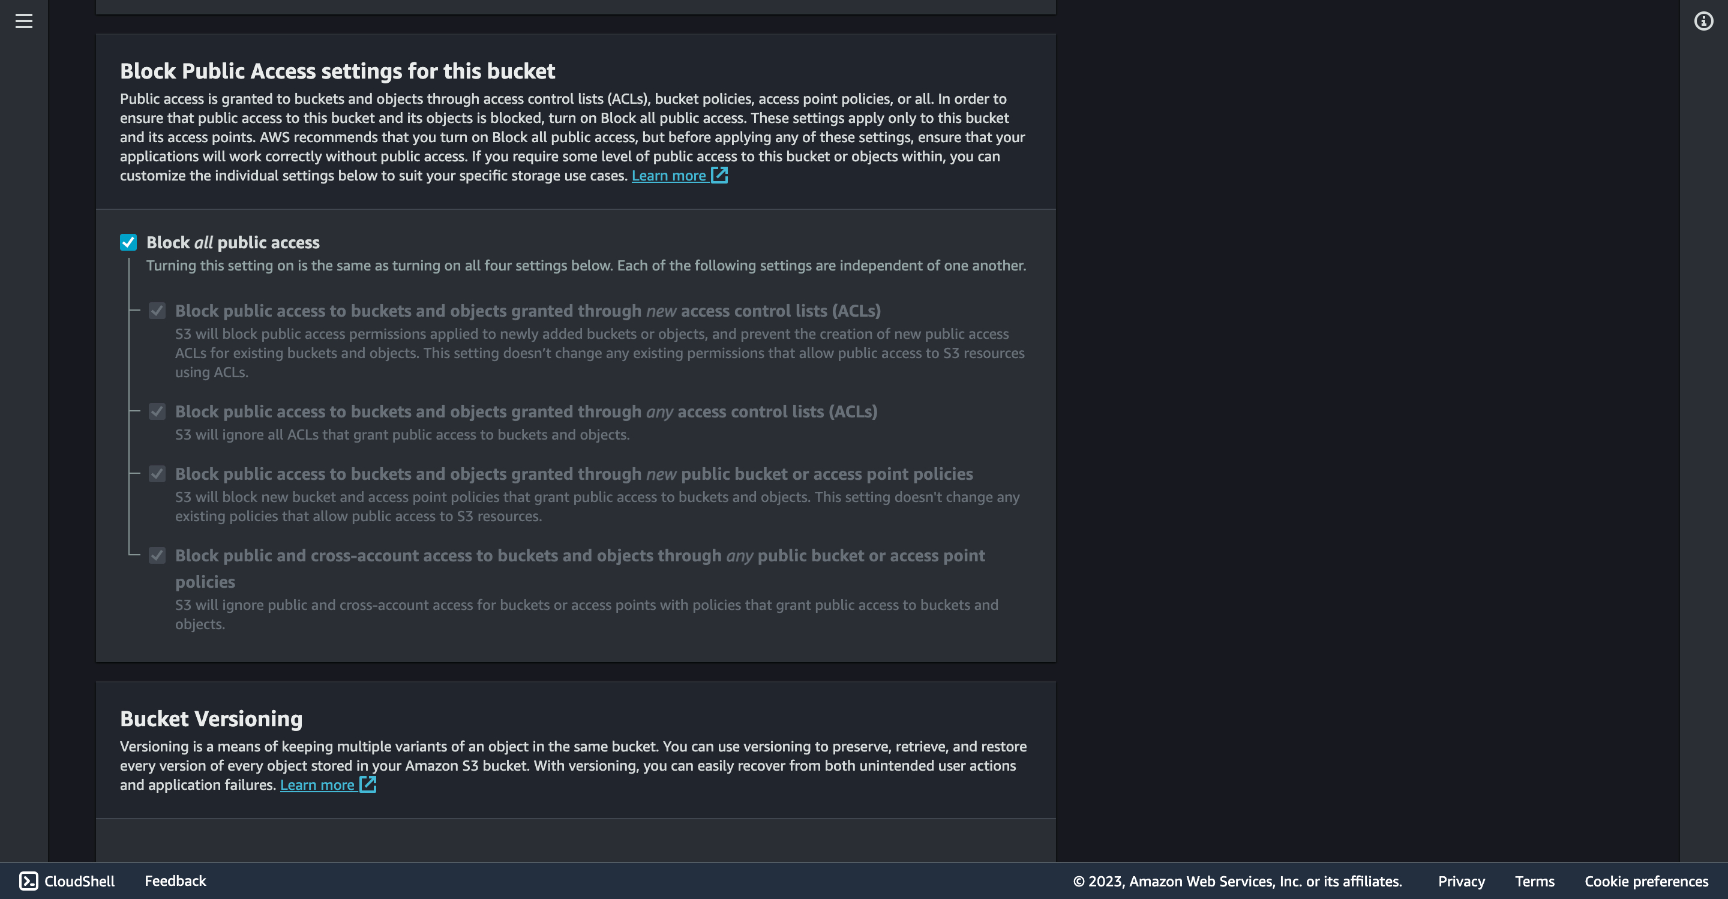 Block Public Access settings for this bucket
Public access is granted to buckets and objects through access control lists (ACLs), bucket policies, access point policies, or all. In order to
ensure that public access to this bucket and its objects is blocked, turn on Block all public access. These settings apply only to this bucket
and its access points. AWS recommends that you turn on Block all public access, but before applying any of these settings, ensure that your
applications will work correctly without public access. If you require some level of public access to this bucket or objects within, you can
customize the individual settings below to suit your specific storage use cases. Learn more
Block all public access
Turning this setting on is the same as turning on all four settings below. Each of the following settings are independent of one another.
Block public access to buckets and objects granted through new access control lists (ACLs)
S3 will block public access permissions applied to newly added buckets or objects, and prevent the creation of new public access
ACLs for existing buckets and objects. This setting doesn't change any existing permissions that allow public access to S3 resources
using ACLs.
Block public access to buckets and objects granted through any access control lists (ACLs)
S3 will ignore all ACLs that grant public access to buckets and objects.
Block public access to buckets and objects granted through new public bucket or access point policies
S3 will block new bucket and access point policies that grant public access to buckets and objects. This setting doesn't change any
existing policies that allow public access to S3 resources.
Block public and cross-account access to buckets and objects through any public bucket or access point
policies
S3 will ignore public and cross-account access for buckets or access points with policies that grant public access to buckets and
objects.
Bucket Versioning
Versioning is a means of keeping multiple variants of an object in the same bucket. You can use versioning to preserve, retrieve, and restore
every version of every object stored in your Amazon S3 bucket. With versioning, you can easily recover from both unintended user actions
and application failures. Learn more
CloudShell Feedback © 2023, Amazon Web Services, Inc. or its affiliates. Privacy Terms Cookie preferences